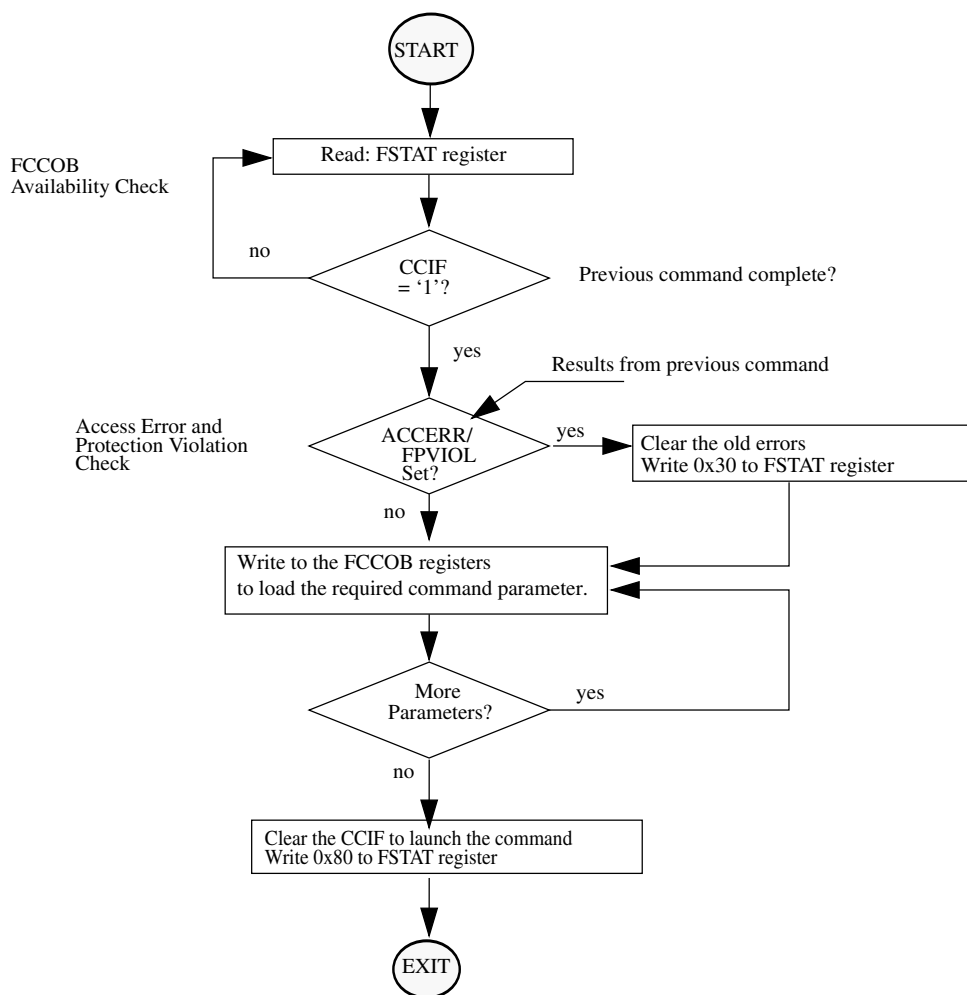 START
Read: FSTAT register
FCCOB
Availability Check
no
CCIF
= ‘1’?
Previous command complete?
yes
Results from previous command
Access Error and
Protection Violation
Check
ACCERR/
FPVIOL
Set?
yes
Clear the old errors
Write 0x30 to FSTAT register
no
Write to the FCCOB registers
to load the required command parameter.
More
Parameters?
yes
no
Clear the CCIF to launch the command
Write 0x80 to FSTAT register
EXIT